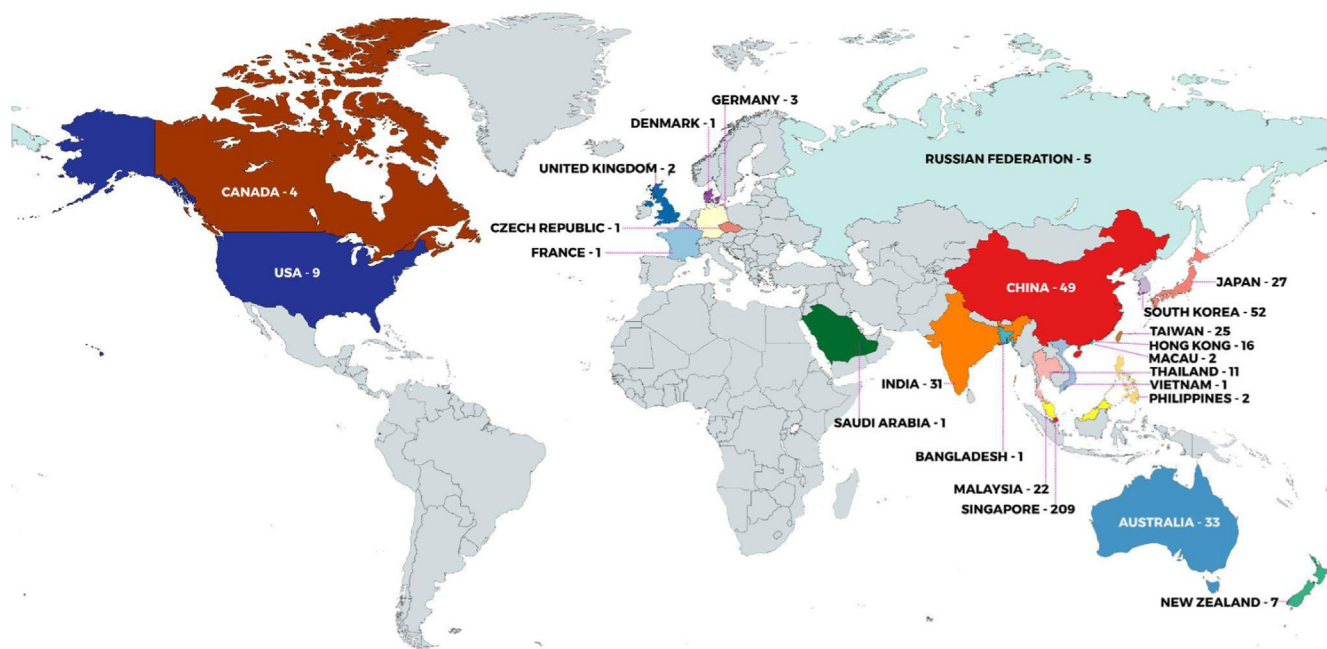 GERMANY - 3
DENMARK - 1
UNITED KINGDOM - 2
RUSSIAN FEDERATION - 5
CANADA - 4
CZECH REPUBLIC - 1
FRANCE - 1
USA - 9
CHINA - 49
JAPAN - 27
SOUTH KOREA - 52
TAIWAN - 25
HONG KONG - 16
MACAU - 2
THAILAND - 11
VIETNAM - 1
PHILIPPINES - 2
INDIA - 31
SAUDI ARABIA - 1
BANGLADESH - 1
MALAYSIA - 22
SINGAPORE - 209
AUSTRALIA - 33
NEW ZEALAND - 7